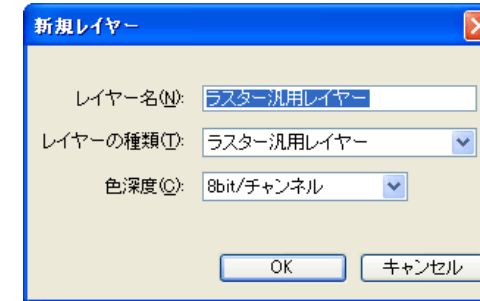 新規レイヤー
レイヤー名(N): ラスター汎用レイヤー
レイヤーの種類(T): ラスター汎用レイヤー
色深度(C): 8bit/チャンネル
OK キャンセル